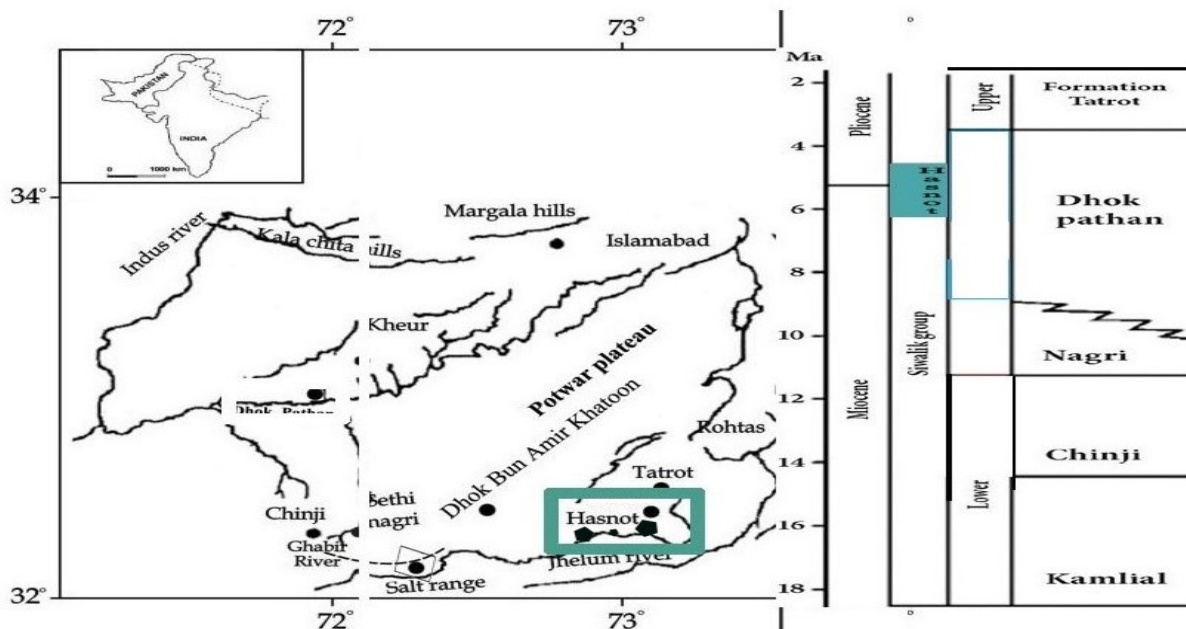 72°
73°
PAKISTAN
INDIA
0 1000 km
34°
Margala hills
Indus river
Kala chita hills
Islamabad
Kheur
Potwar plateau
Dhok Pathan
Dhok Bun Amir Khatoon
Rohtas
Tatrot
Sethi
nagri
Chinji
Hasnot
Ghabir
River
Jhelum river
Salt range
32°
72°
73°
Ma
2
4
6
8
10
12
14
16
18
Pliocene
Miocene
Hasnot
Siwalik group
Upper
Lower
Formation
Tatrot
Dhok
pathan
Nagri
Chinji
Kamlial